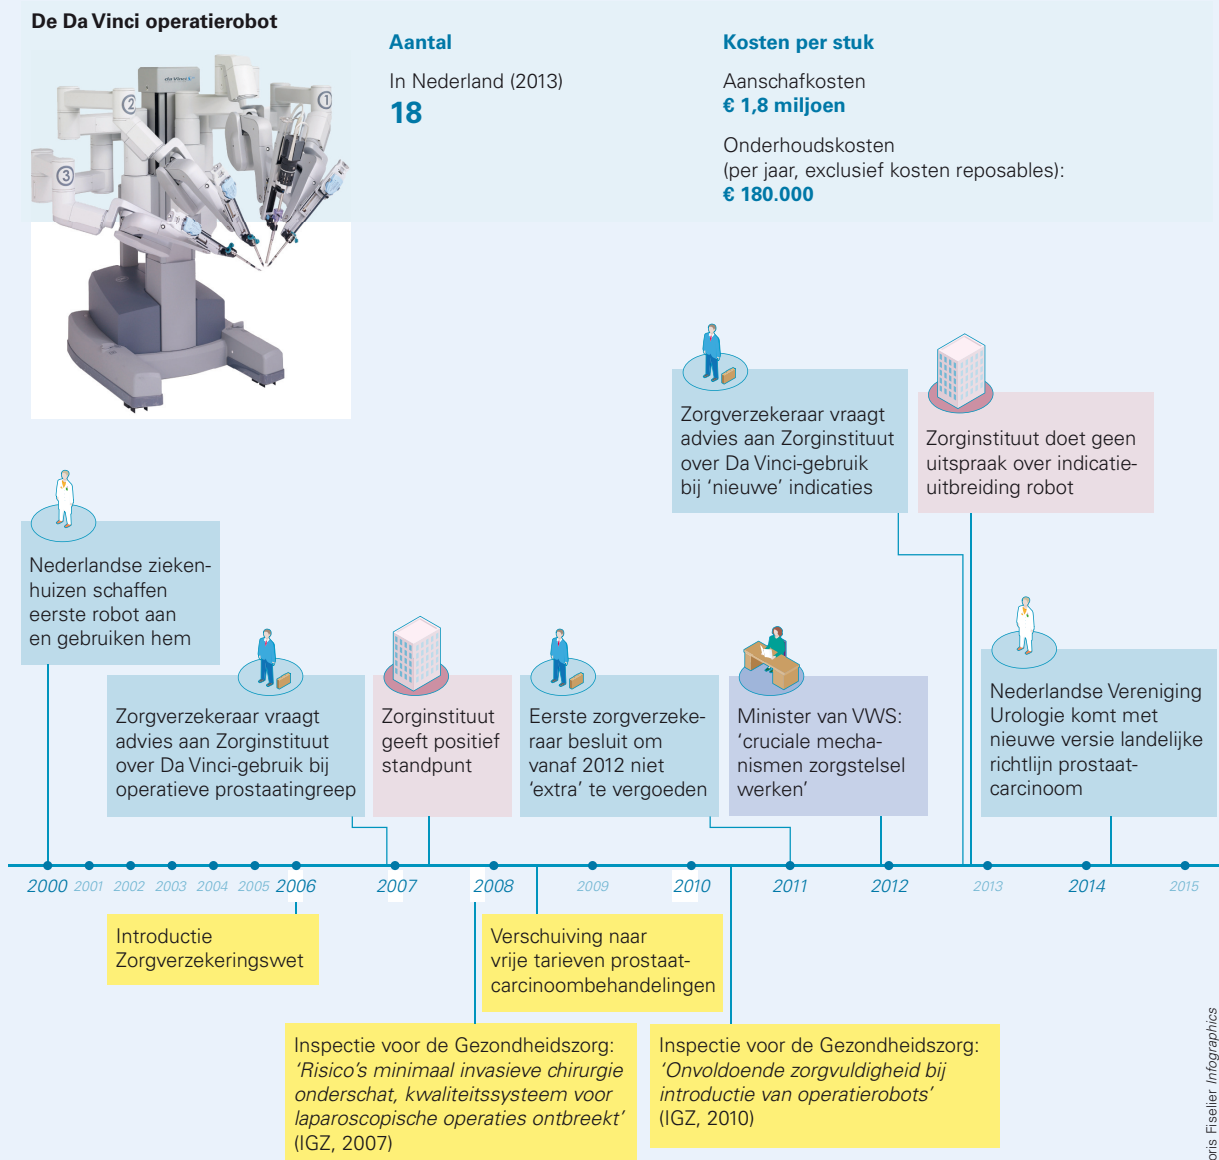 De Da Vinci operatierobot
da Vinci
1
2
3
Aantal
In Nederland (2013)
18
Kosten per stuk
Aanschafkosten
€ 1,8 miljoen
Onderhoudskosten
(per jaar, exclusief kosten reposables):
€ 180.000
Zorgverzekeraar vraagt
advies aan Zorginstituut
over Da Vinci-gebruik
bij ‘nieuwe’ indicaties
Zorginstituut doet geen
uitspraak over indicatie-
uitbreiding robot
Nederlandse zieken-
huizen schaffen
eerste robot aan
en gebruiken hem
Zorgverzekeraar vraagt
advies aan Zorginstituut
over Da Vinci-gebruik bij
operatieve prostaatingreep
Zorginstituut
geeft positief
standpunt
Eerste zorgverzeke-
raar besluit om
vanaf 2012 niet
‘extra’ te vergoeden
Minister van VWS:
‘cruciale mecha-
nismen zorgstelsel
werken’
Nederlandse Vereniging
Urologie komt met
nieuwe versie landelijke
richtlijn prostaat-
carcinoom
2000 2001 2002 2003 2004 2005 2006 2007 2008 2009 2010 2011 2012 2013 2014 2015
Introductie
Zorgverzekeringswet
Verschuiving naar
vrije tarieven prostaat-
carcinoombehandelingen
Inspectie voor de Gezondheidszorg:
‘Risico’s minimaal invasieve chirurgie
onderschat, kwaliteitssysteem voor
laparoscopische operaties ontbreekt’
(IGZ, 2007)
Inspectie voor de Gezondheidszorg:
‘Onvoldoende zorgvuldigheid bij
introductie van operatierobots’
(IGZ, 2010)
oris Fiselier Infographics